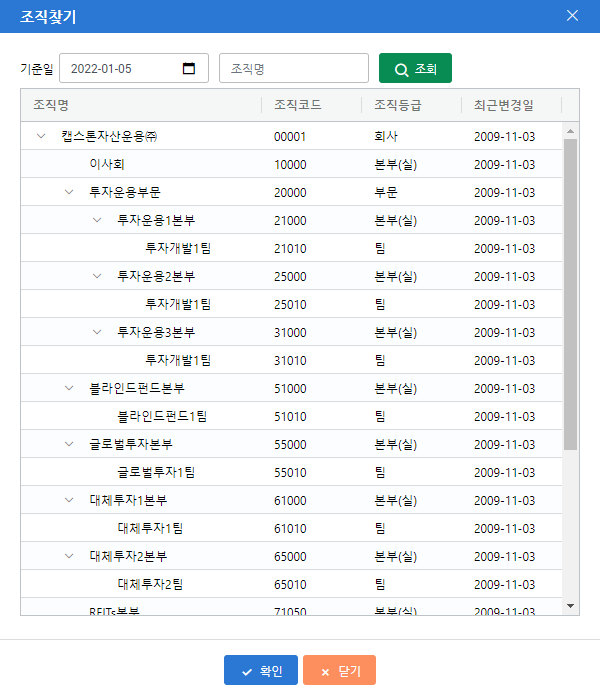 조직찾기
기준일 2022-01-05 조직명 조회
조직명 조직코드 조직등급 최근변경일
캡스톤자산운용㈜ 00001 회사 2009-11-03
이사회 10000 본부(실) 2009-11-03
투자운용부문 20000 부문 2009-11-03
투자운용1본부 21000 본부(실) 2009-11-03
투자개발1팀 21010 팀 2009-11-03
투자운용2본부 25000 본부(실) 2009-11-03
투자개발1팀 25010 팀 2009-11-03
투자운용3본부 31000 본부(실) 2009-11-03
투자개발1팀 31010 팀 2009-11-03
블라인드펀드본부 51000 본부(실) 2009-11-03
블라인드펀드1팀 51010 팀 2009-11-03
글로벌투자본부 55000 본부(실) 2009-11-03
글로벌투자1팀 55010 팀 2009-11-03
대체투자1본부 61000 본부(실) 2009-11-03
대체투자1팀 61010 팀 2009-11-03
대체투자2본부 65000 본부(실) 2009-11-03
대체투자2팀 65010 팀 2009-11-03
REITs본부 71050 본부(실) 2009-11-03
확인 닫기